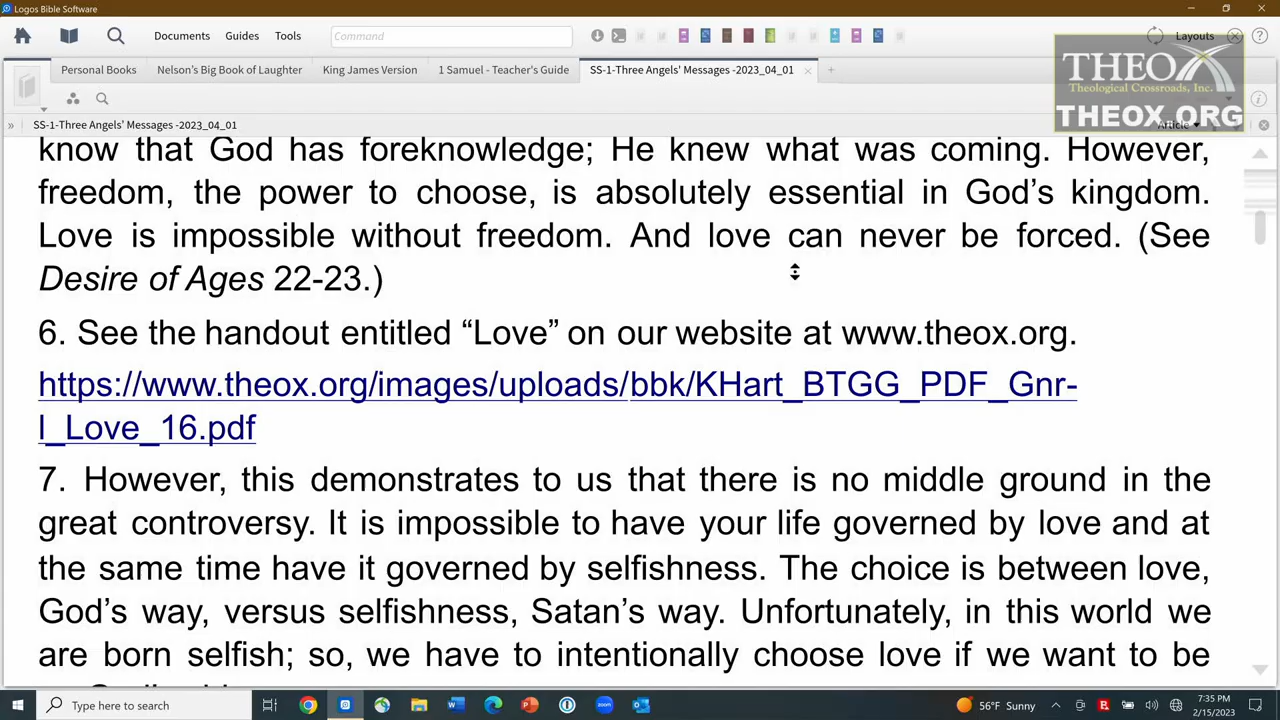 Logos Bible Software
Documents Guides Tools Command Layouts
THEOX
Theological Crossroads, Inc.
THEOX.ORG
Personal Books Nelson's Big Book of Laughter King James Version 1 Samuel - Teacher's Guide SS-1-Three Angels' Messages -2023_04_01
SS-1-Three Angels' Messages -2023_04_01 Article
know that God has foreknowledge; He knew what was coming. However,
freedom, the power to choose, is absolutely essential in God's kingdom.
Love is impossible without freedom. And love can never be forced. (See
Desire of Ages 22-23.)
6. See the handout entitled “Love” on our website at www.theox.org.
https://www.theox.org/images/uploads/bbk/KHart_BTGG_PDF_Gnr-
l_Love_16.pdf
7. However, this demonstrates to us that there is no middle ground in the
great controversy. It is impossible to have your life governed by love and at
the same time have it governed by selfishness. The choice is between love,
God's way, versus selfishness, Satan's way. Unfortunately, in this world we
are born selfish; so, we have to intentionally choose love if we want to be
Type here to search
56°F Sunny
7:35 PM
2/15/2023